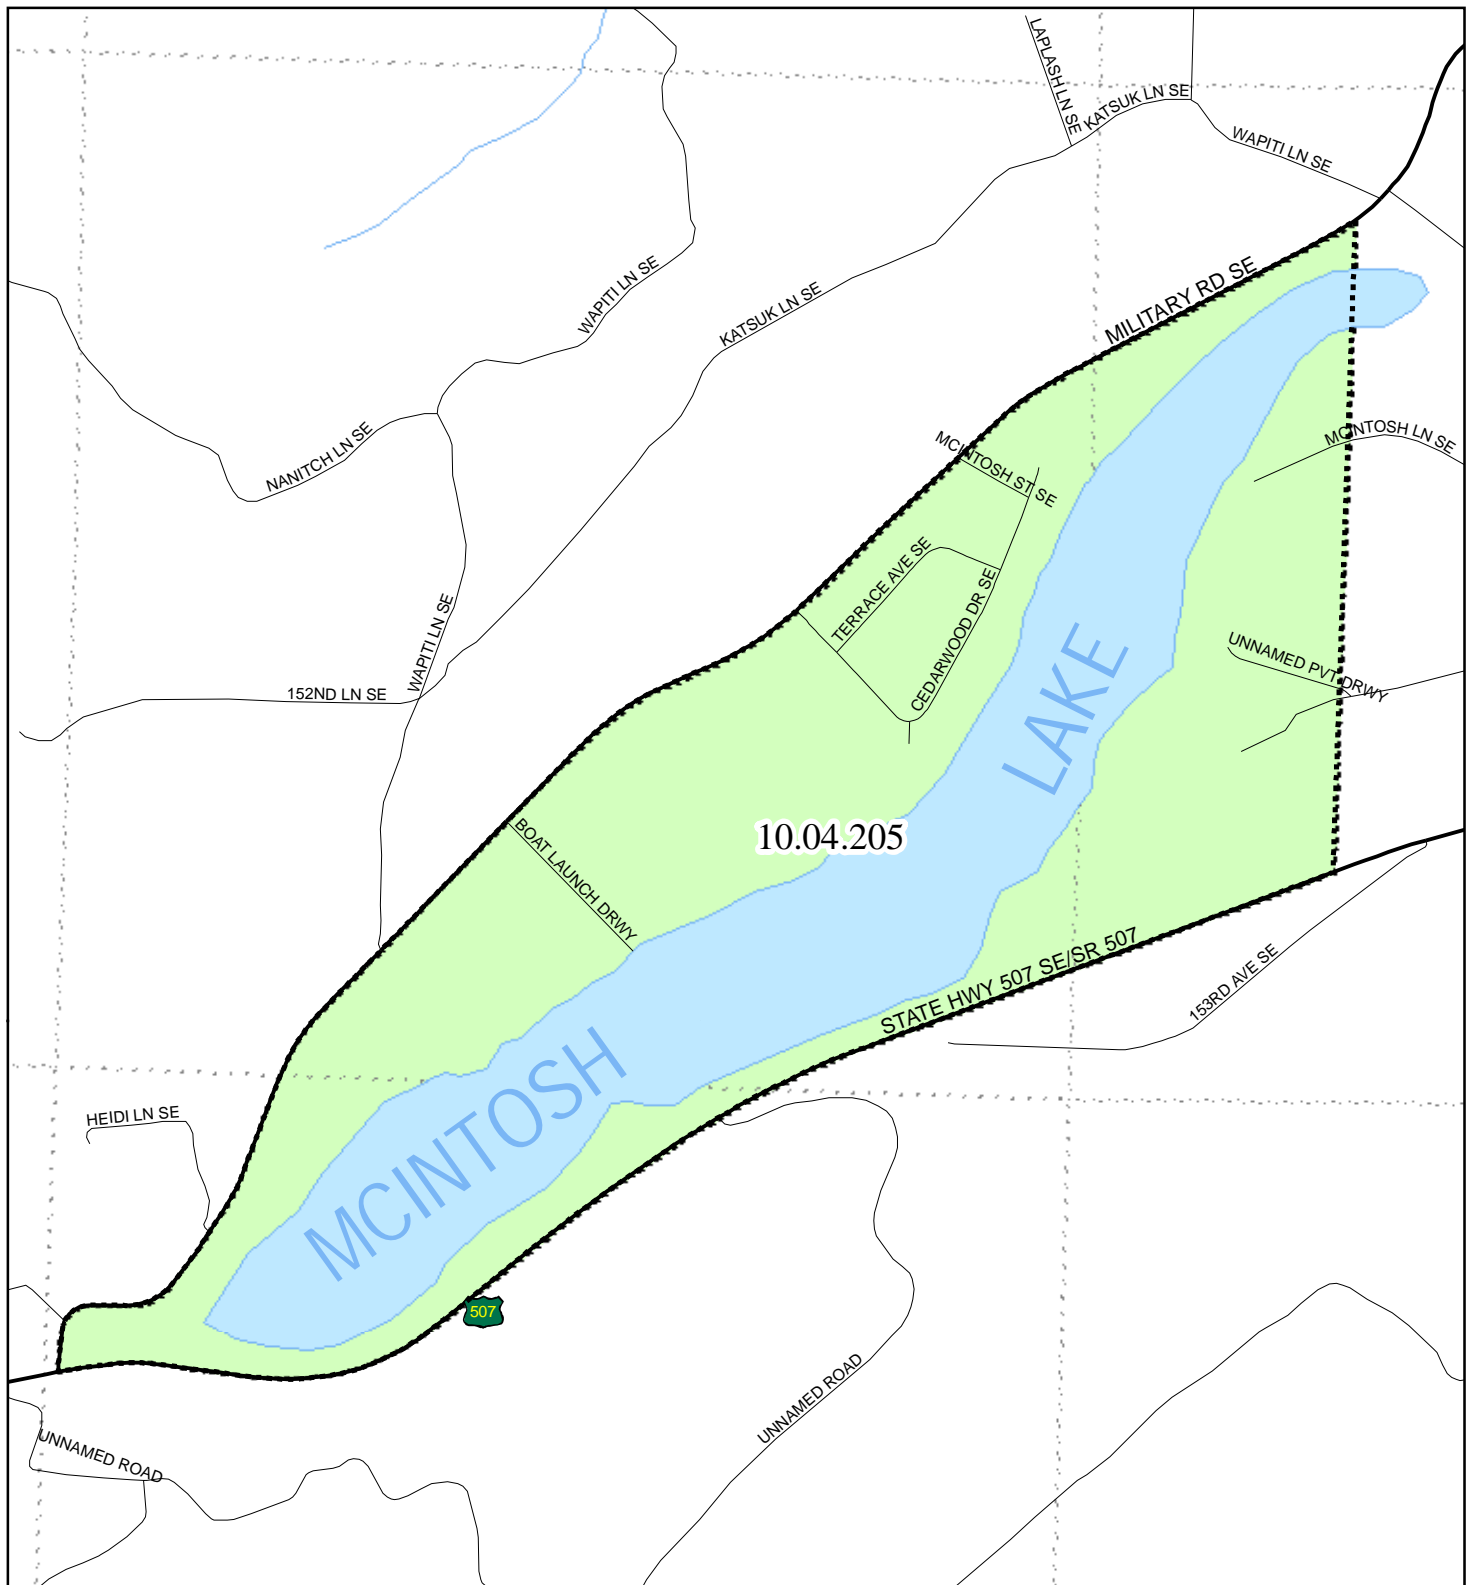 LAPLASH LN SE
KATSUK LN SE
WAPITI LN SE
WAPITI LN SE
KATSUK LN SE
MILITARY RD SE
NANITCH LN SE
MCINTOSH ST SE
MCINTOSH LN SE
TERRACE AVE SE
CEDARWOOD DR SE
WAPITI LN SE
152ND LN SE
UNNAMED PVT DRWY
LAKE
10.04.205
BOAT LAUNCH DRWY
STATE HWY 507 SE/SR 507
153RD AVE SE
MCINTOSH
HEIDI LN SE
507
UNNAMED ROAD
UNNAMED ROAD